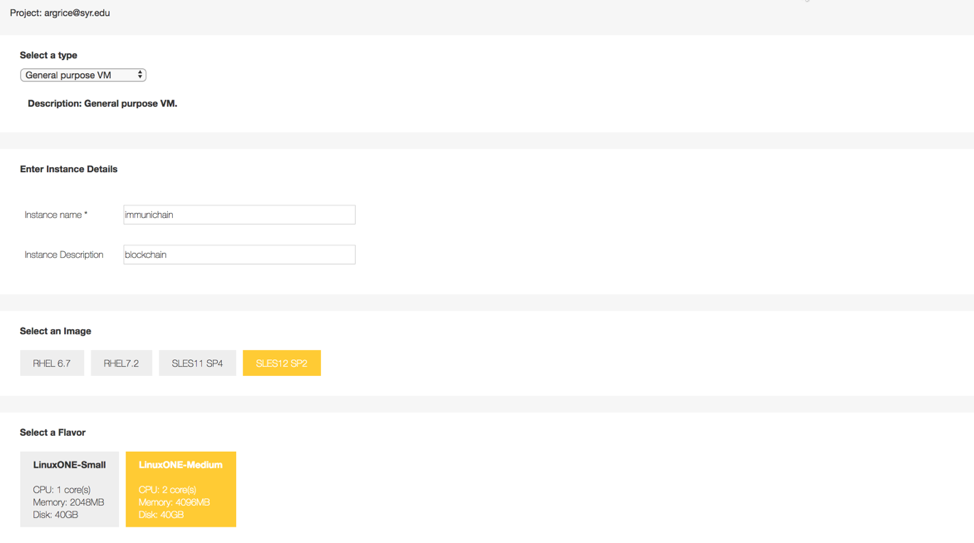 Project: argrice@syr.edu
Select a type
General purpose VM
Description: General purpose VM.
Enter Instance Details
Instance name *
immunichain
Instance Description
blockchain
Select an Image
RHEL 6.7
RHEL7.2
SLES11 SP4
SLES12 SP2
Select a Flavor
LinuxONE-Small
CPU: 1 core(s)
Memory: 2048MB
Disk: 40GB
LinuxONE-Medium
CPU: 2 core(s)
Memory: 4096MB
Disk: 40GB